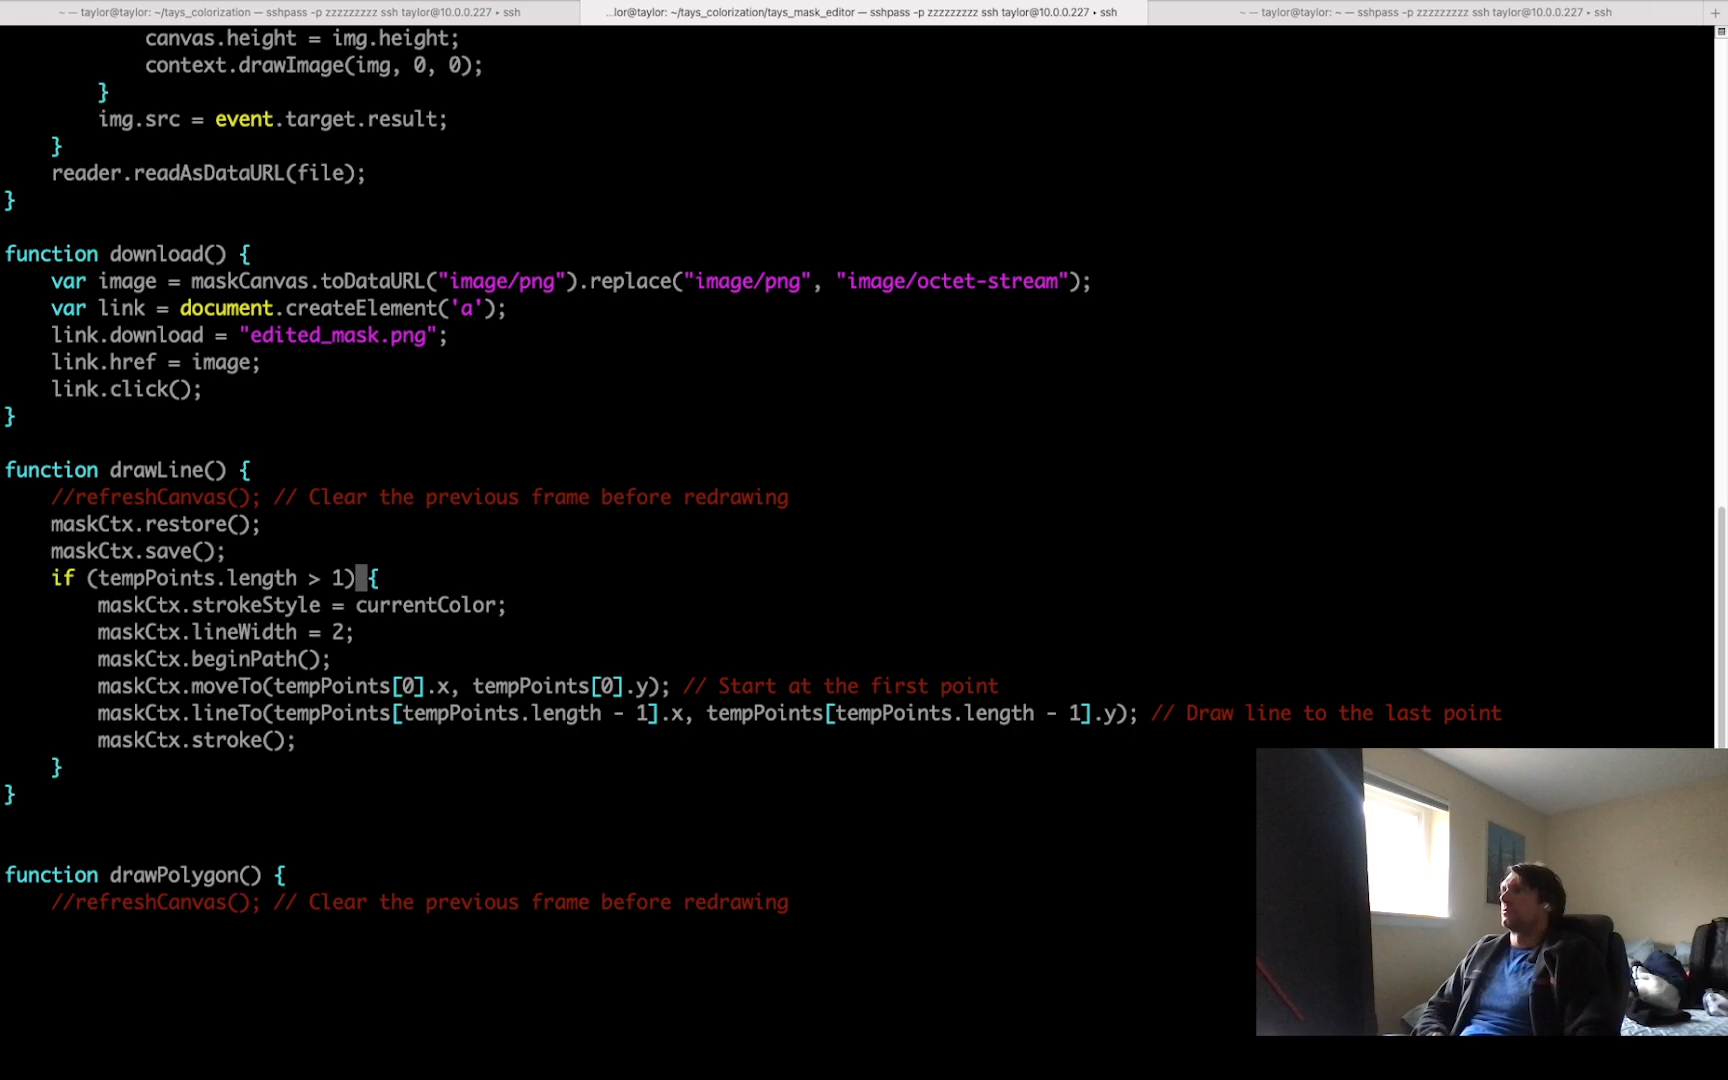 ~ — taylor@taylor: ~/tays_colorization — sshpass -p zzzzzzzzz ssh taylor@10.0.0.227 • ssh
...lor@taylor: ~/tays_colorization/tays_mask_editor — sshpass -p zzzzzzzzz ssh taylor@10.0.0.227 • ssh
~ — taylor@taylor: ~ — sshpass -p zzzzzzzzz ssh taylor@10.0.0.227 • ssh
+
            canvas.height = img.height;
            context.drawImage(img, 0, 0);
        }
        img.src = event.target.result;
    }
    reader.readAsDataURL(file);
}
function download() {
    var image = maskCanvas.toDataURL("image/png").replace("image/png", "image/octet-stream");
    var link = document.createElement('a');
    link.download = "edited_mask.png";
    link.href = image;
    link.click();
}
function drawLine() {
    //refreshCanvas(); // Clear the previous frame before redrawing
    maskCtx.restore();
    maskCtx.save();
    if (tempPoints.length > 1) {
        maskCtx.strokeStyle = currentColor;
        maskCtx.lineWidth = 2;
        maskCtx.beginPath();
        maskCtx.moveTo(tempPoints[0].x, tempPoints[0].y); // Start at the first point
        maskCtx.lineTo(tempPoints[tempPoints.length - 1].x, tempPoints[tempPoints.length - 1].y); // Draw line to the last point
        maskCtx.stroke();
    }
}
function drawPolygon() {
    //refreshCanvas(); // Clear the previous frame before redrawing